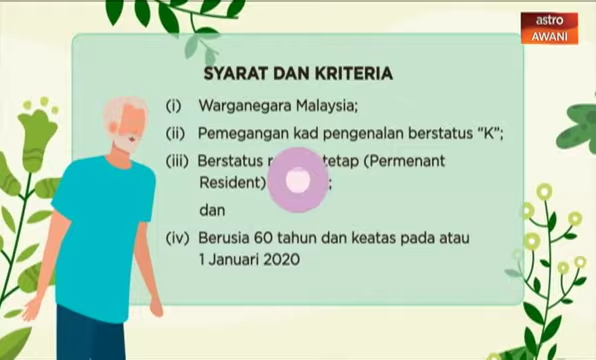 astro
AWANI
SYARAT DAN KRITERIA
(i) Warganegara Malaysia;
(ii) Pemegangan kad pengenalan berstatus "K";
(iii) Berstatus tetap (Permenant
Resident) ;
dan
(iv) Berusia 60 tahun dan keatas pada atau
1 Januari 2020